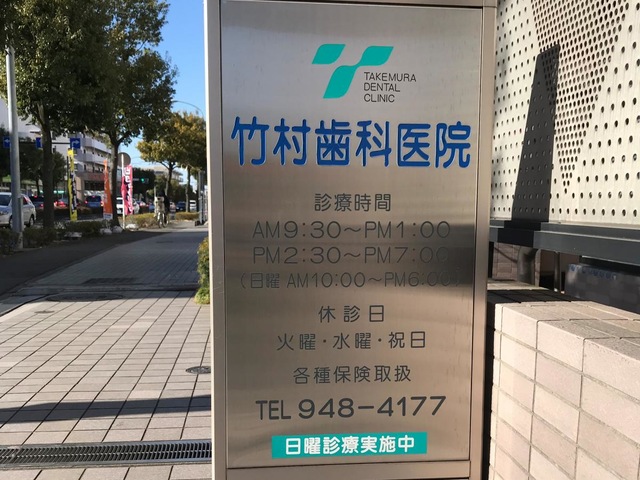 TAKEMURA
DENTAL
CLINIC
竹村歯科医院
診療時間
AM9:30～PM1:00
PM2:30～PM7:00
(日曜 AM10:00～PM6:00)
休診日
火曜・水曜・祝日
各種保険取扱
TEL 948-4177
日曜診療実施中